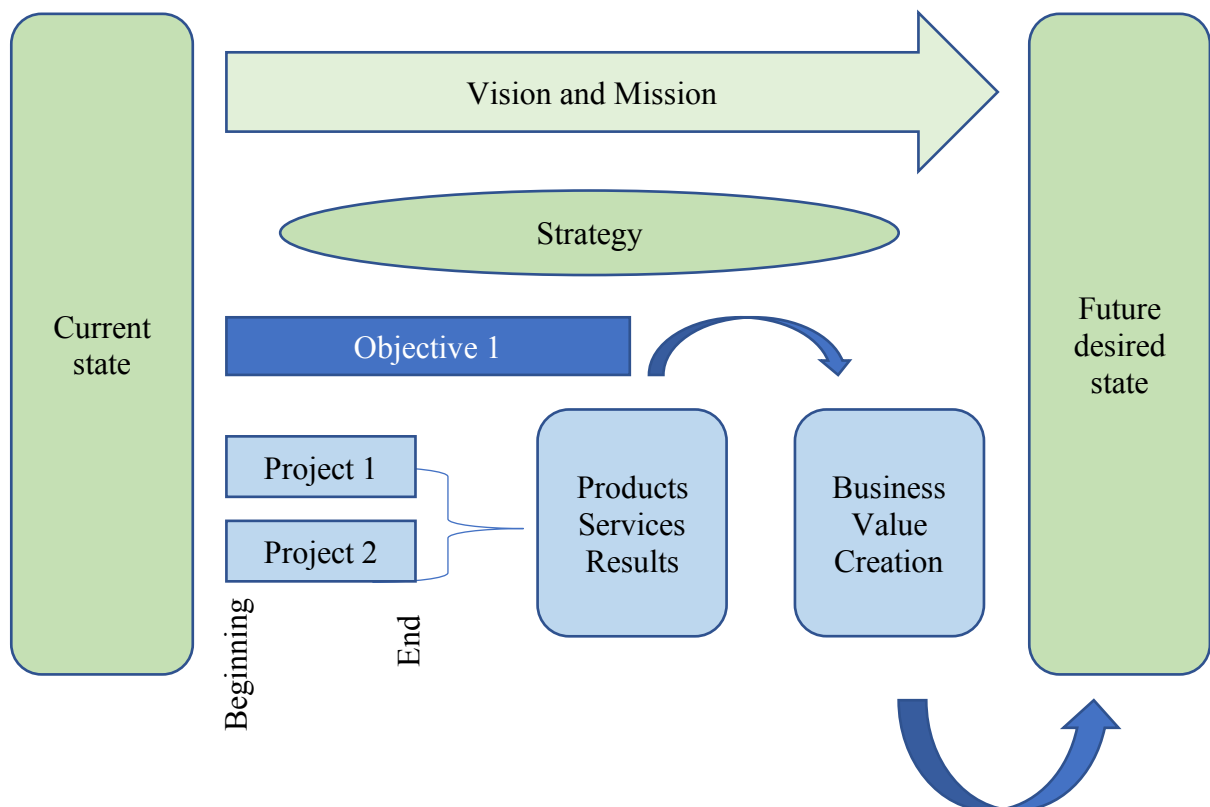 Vision and Mission
Strategy
Current
state
Future
desired
state
Objective 1
Project 1
Project 2
Products
Services
Results
Business
Value
Creation
Beginning
End